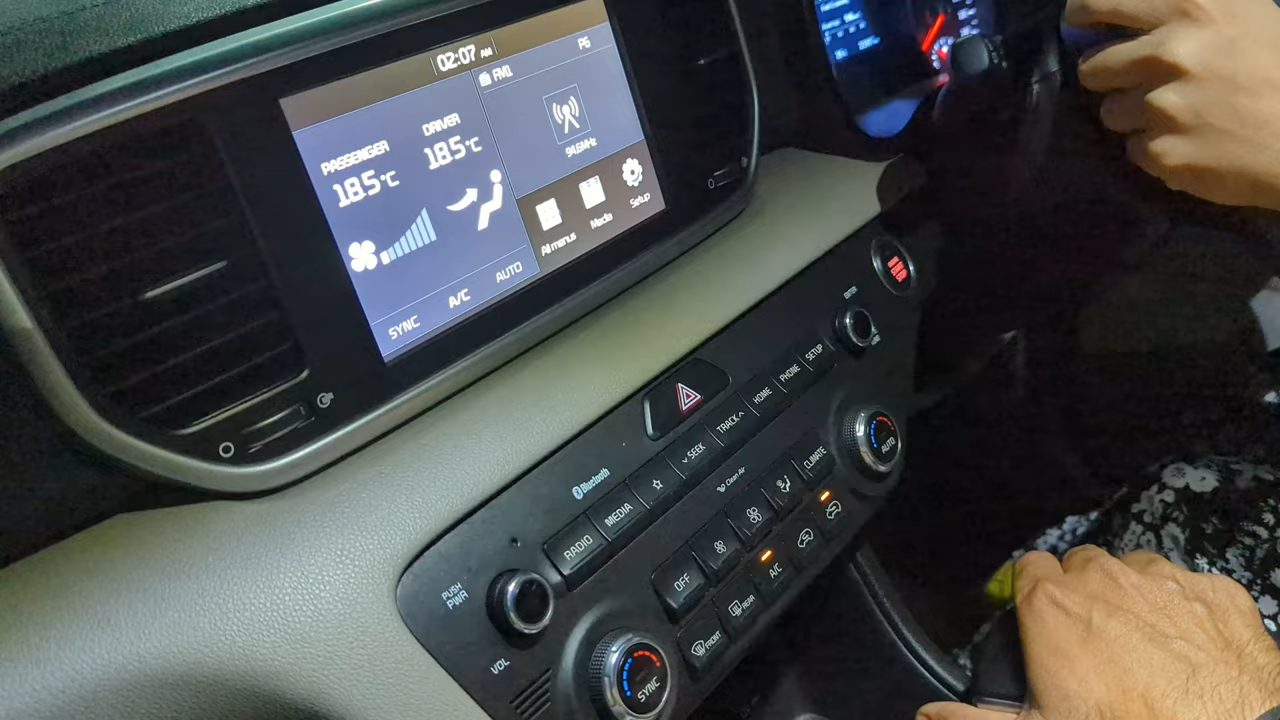 02:07 AM
PASSENGER
18.5°C
DRIVER
18.5°C
SYNC
A/C
AUTO
FM1
P6
94.6MHz
All menus
Media
Setup
Bluetooth
RADIO
MEDIA
SEEK
TRACK
HOME
PHONE
SETUP
Clean Air
PUSH
PWR
VOL
OFF
CLIMATE
AUTO
FRONT
REAR
A/C
SYNC